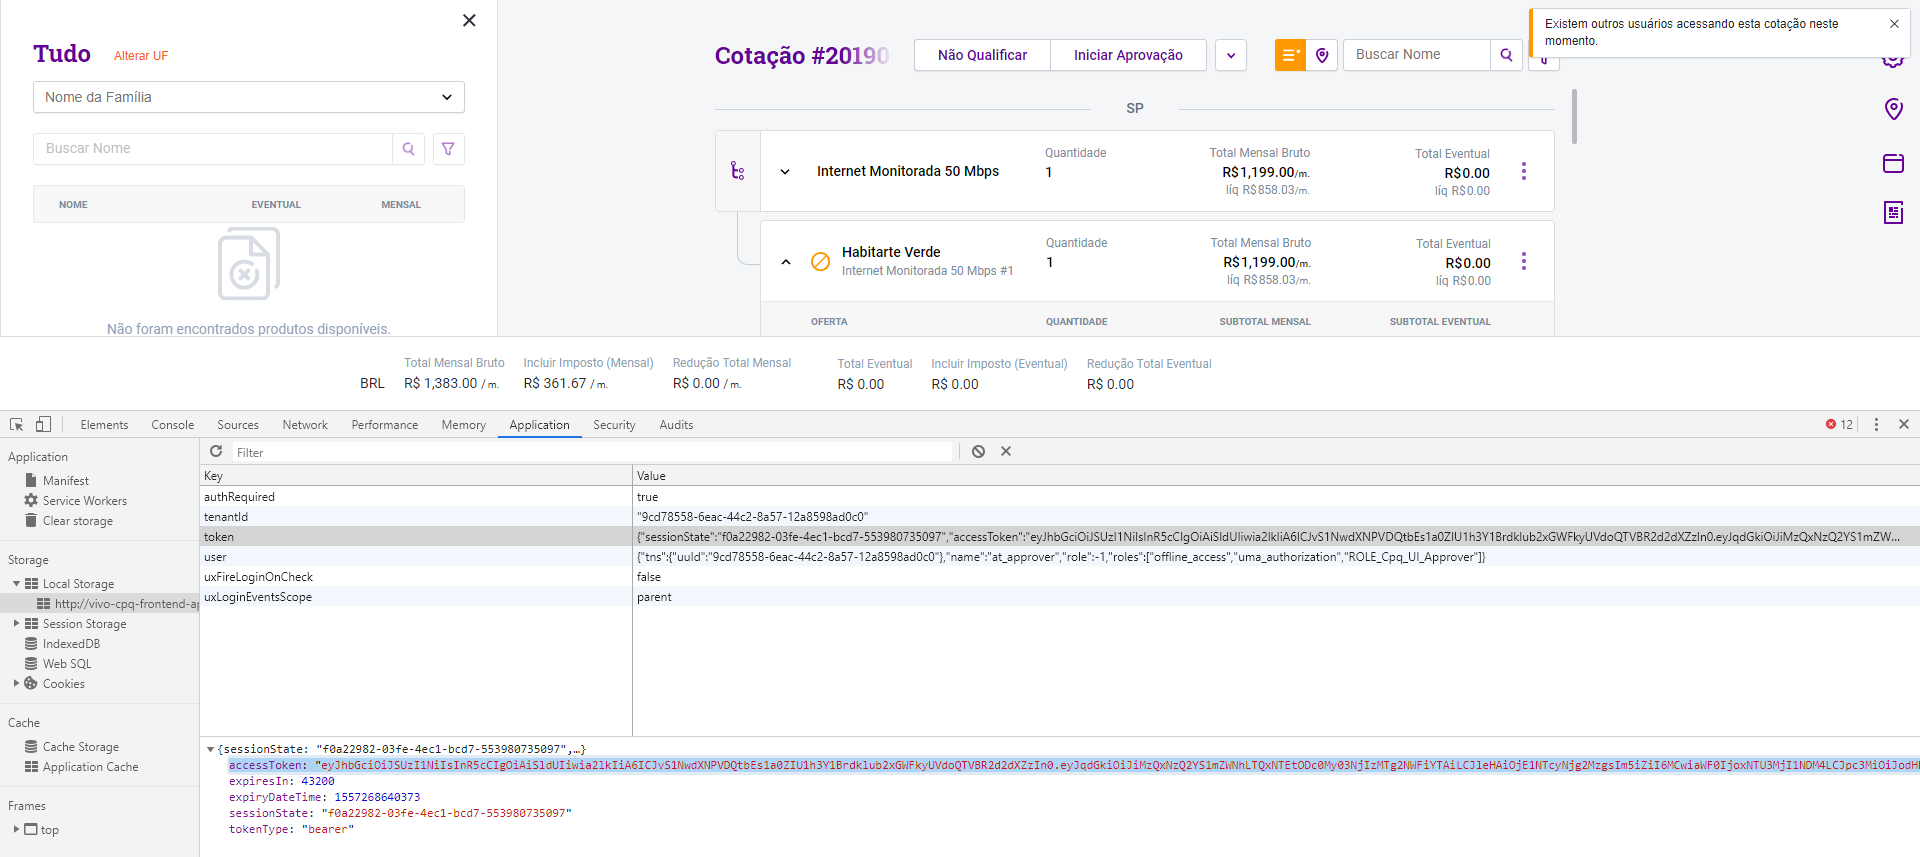 Tudo
Alterar UF
Nome da Família
Buscar Nome
NOME EVENTUAL MENSAL
Não foram encontrados produtos disponíveis.
Cotação #20190
Não Qualificar
Iniciar Aprovação
Buscar Nome
Existem outros usuários acessando esta cotação neste
momento.
SP
Internet Monitorada 50 Mbps
Quantidade
1
Total Mensal Bruto
R$1,199.00/m.
líq R$858.03/m.
Total Eventual
R$0.00
líq R$0.00
Habitarte Verde
Internet Monitorada 50 Mbps #1
Quantidade
1
Total Mensal Bruto
R$1,199.00/m.
líq R$858.03/m.
Total Eventual
R$0.00
líq R$0.00
OFERTA QUANTIDADE SUBTOTAL MENSAL SUBTOTAL EVENTUAL
BRL
Total Mensal Bruto
R$ 1,383.00 / m.
Incluir Imposto (Mensal)
R$ 361.67 / m.
Redução Total Mensal
R$ 0.00 / m.
Total Eventual
R$ 0.00
Incluir Imposto (Eventual)
R$ 0.00
Redução Total Eventual
R$ 0.00
Elements Console Sources Network Performance Memory Application Security Audits
12
Application
Manifest
Service Workers
Clear storage
Storage
Local Storage
http://vivo-cpq-frontend-ap
Session Storage
IndexedDB
Web SQL
Cookies
Cache
Cache Storage
Application Cache
Frames
top
Filter
Key Value
authRequired true
tenantId "9cd78558-6eac-44c2-8a57-12a8598ad0c0"
token {"sessionState":"f0a22982-03fe-4ec1-bcd7-553980735097","accessToken":
user {"tns":{"uuId":"9cd78558-6eac-44c2-8a57-12a8598ad0c0"},"name":"at_approver","role":-1,"roles":["offline_access","uma_authorization","ROLE_Cpq_UI_Approver"]}
uxFireLoginOnCheck false
uxLoginEventsScope parent
{sessionState: "f0a22982-03fe-4ec1-bcd7-553980735097",…}
accessToken:
expiresIn: 43200
expiryDateTime: 1557268640373
sessionState: "f0a22982-03fe-4ec1-bcd7-553980735097"
tokenType: "bearer"